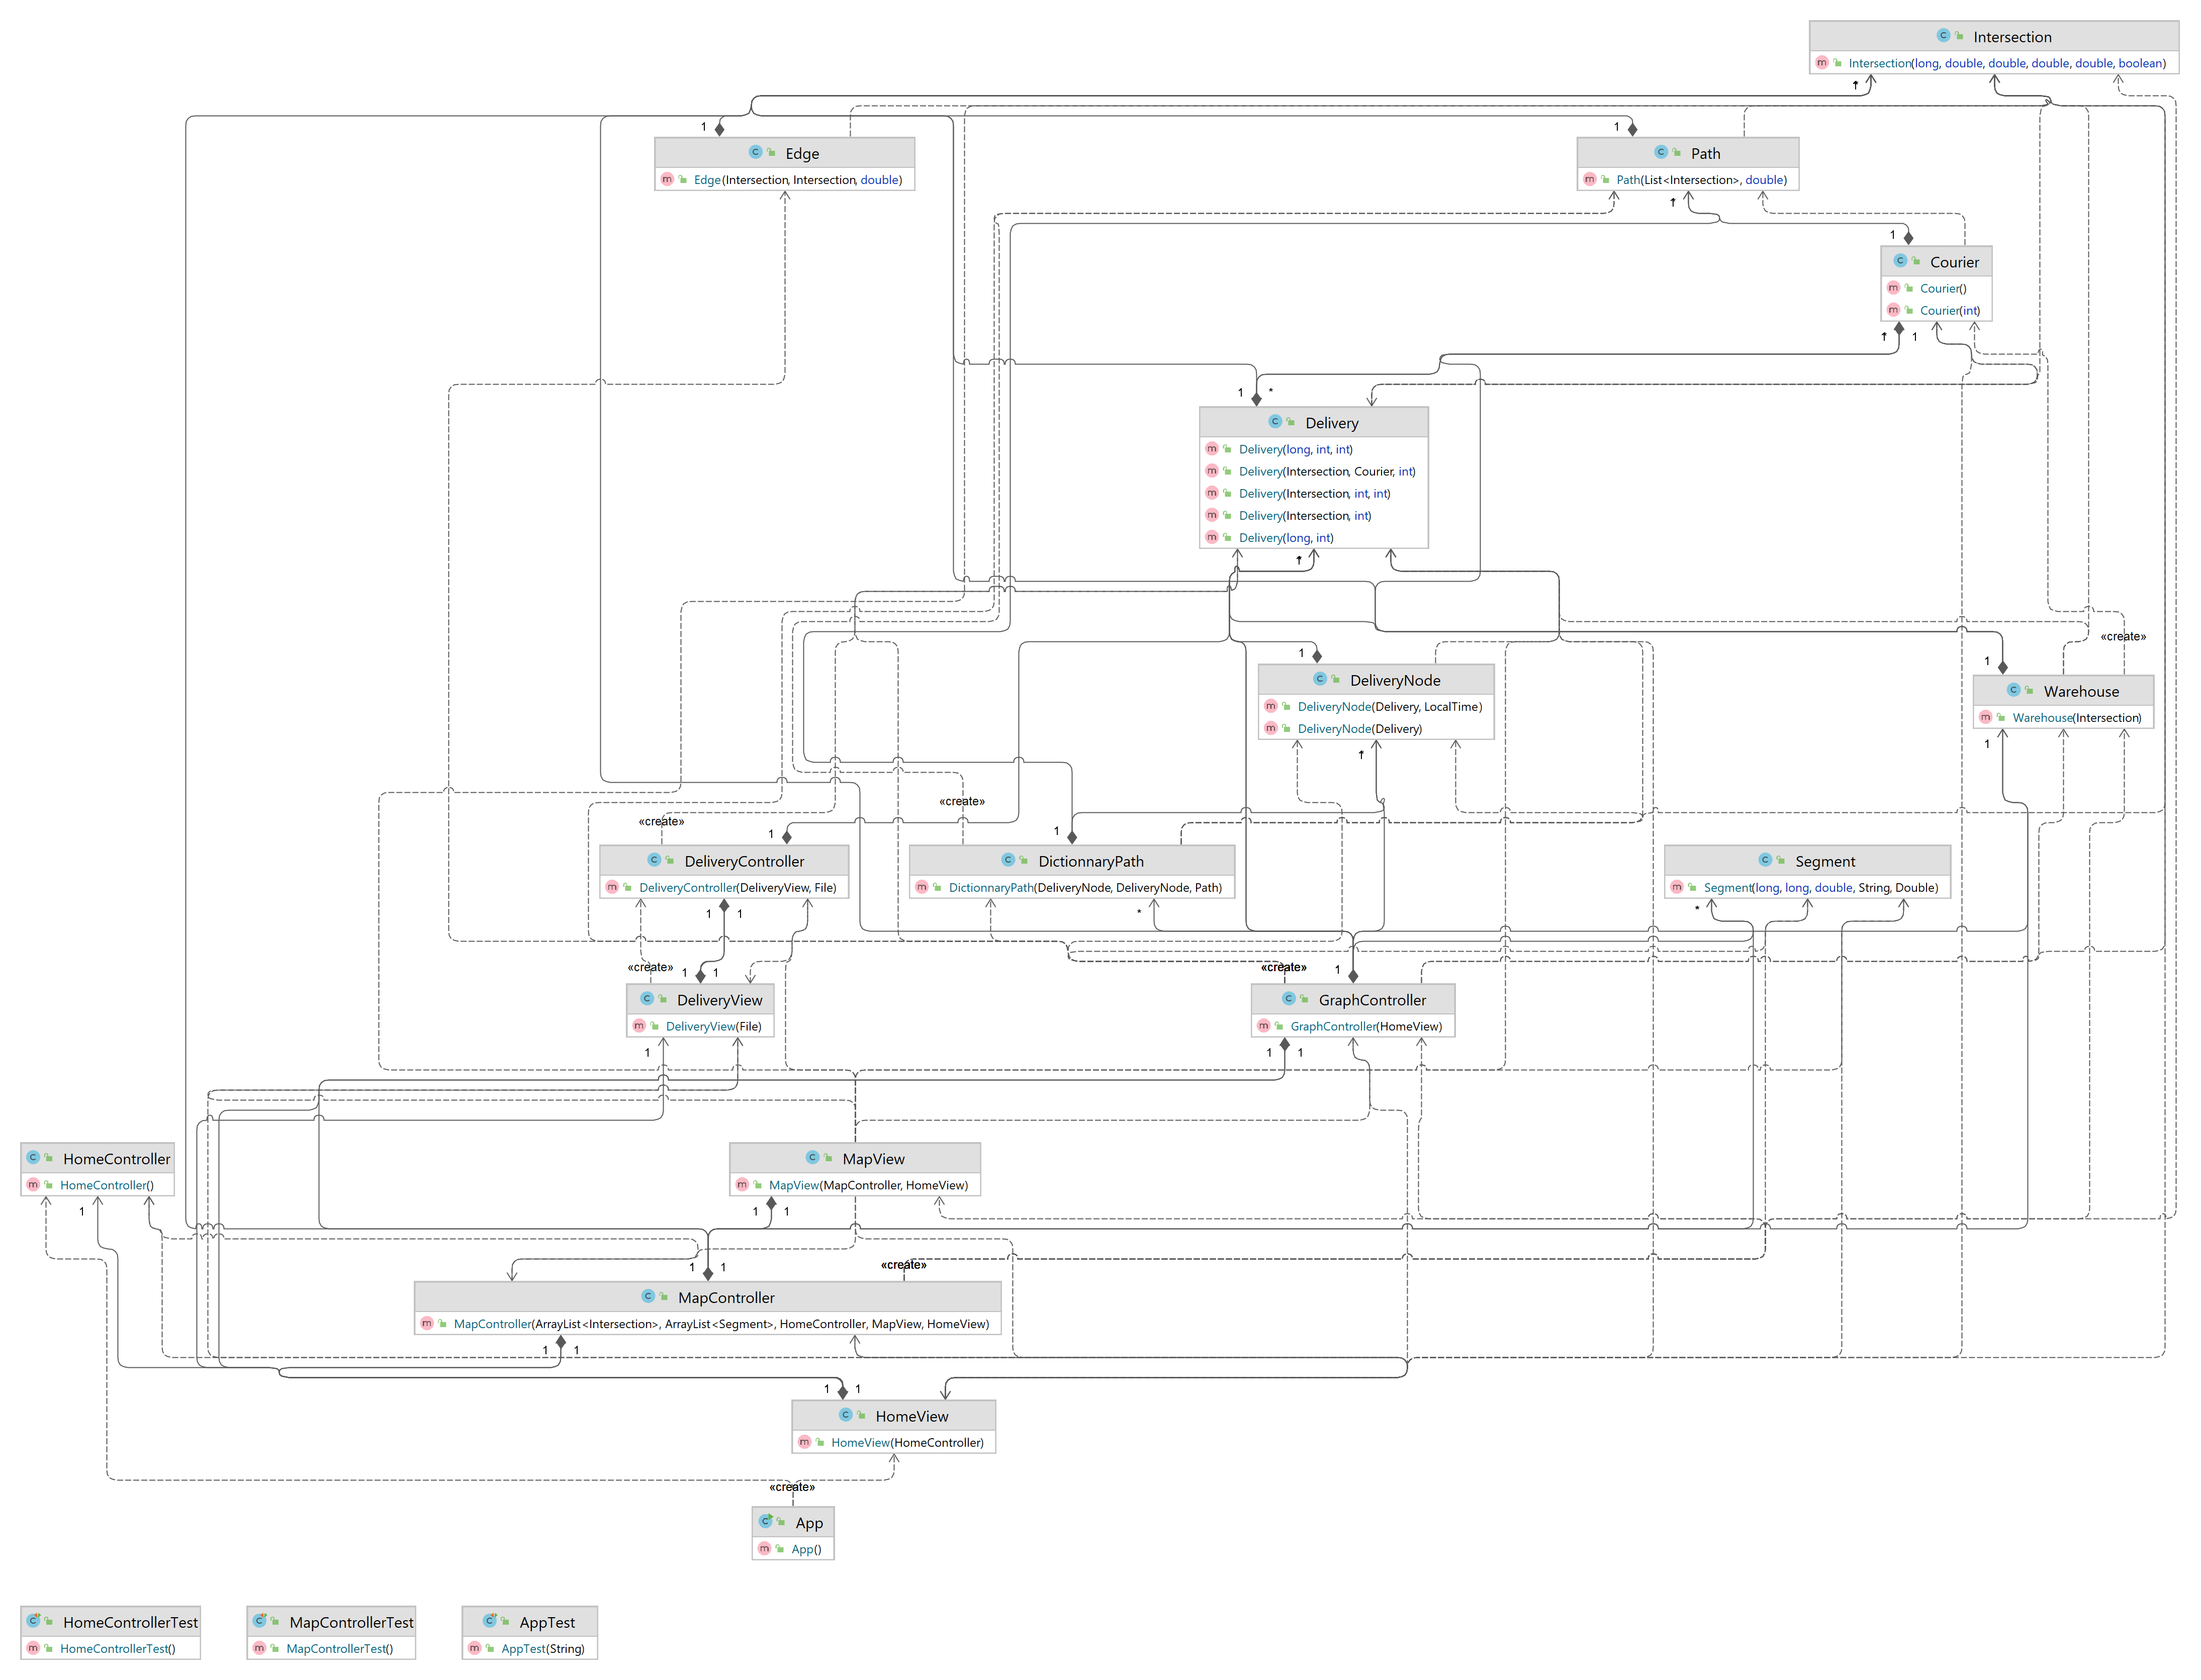 Intersection
Intersection(long, double, double, double, double, boolean)
1
*
1
1
Edge
Edge(Intersection, Intersection, double)
Path
Path(List<Intersection>, double)
1
*
1
Courier
Courier()
Courier(int)
1
*
1
1
*
Delivery
Delivery(long, int, int)
Delivery(Intersection, Courier, int)
Delivery(Intersection, int, int)
Delivery(Intersection, int)
Delivery(long, int)
1
*
«create»
1
1
DeliveryNode
DeliveryNode(Delivery, LocalTime)
DeliveryNode(Delivery)
Warehouse
Warehouse(Intersection)
1
*
1
«create»
«create»
1
1
DeliveryController
DeliveryController(DeliveryView, File)
DictionnaryPath
DictionnaryPath(DeliveryNode, DeliveryNode, Path)
Segment
Segment(long, long, double, String, Double)
1
1
*
*
«create»
1
1
«create»
1
DeliveryView
DeliveryView(File)
GraphController
GraphController(HomeView)
1
1
1
HomeController
HomeController()
MapView
MapView(MapController, HomeView)
1
1
1
«create»
1
1
MapController
MapController(ArrayList<Intersection>, ArrayList<Segment>, HomeController, MapView, HomeView)
1
1
1
1
HomeView
HomeView(HomeController)
«create»
App
App()
HomeControllerTest
HomeControllerTest()
MapControllerTest
MapControllerTest()
AppTest
AppTest(String)